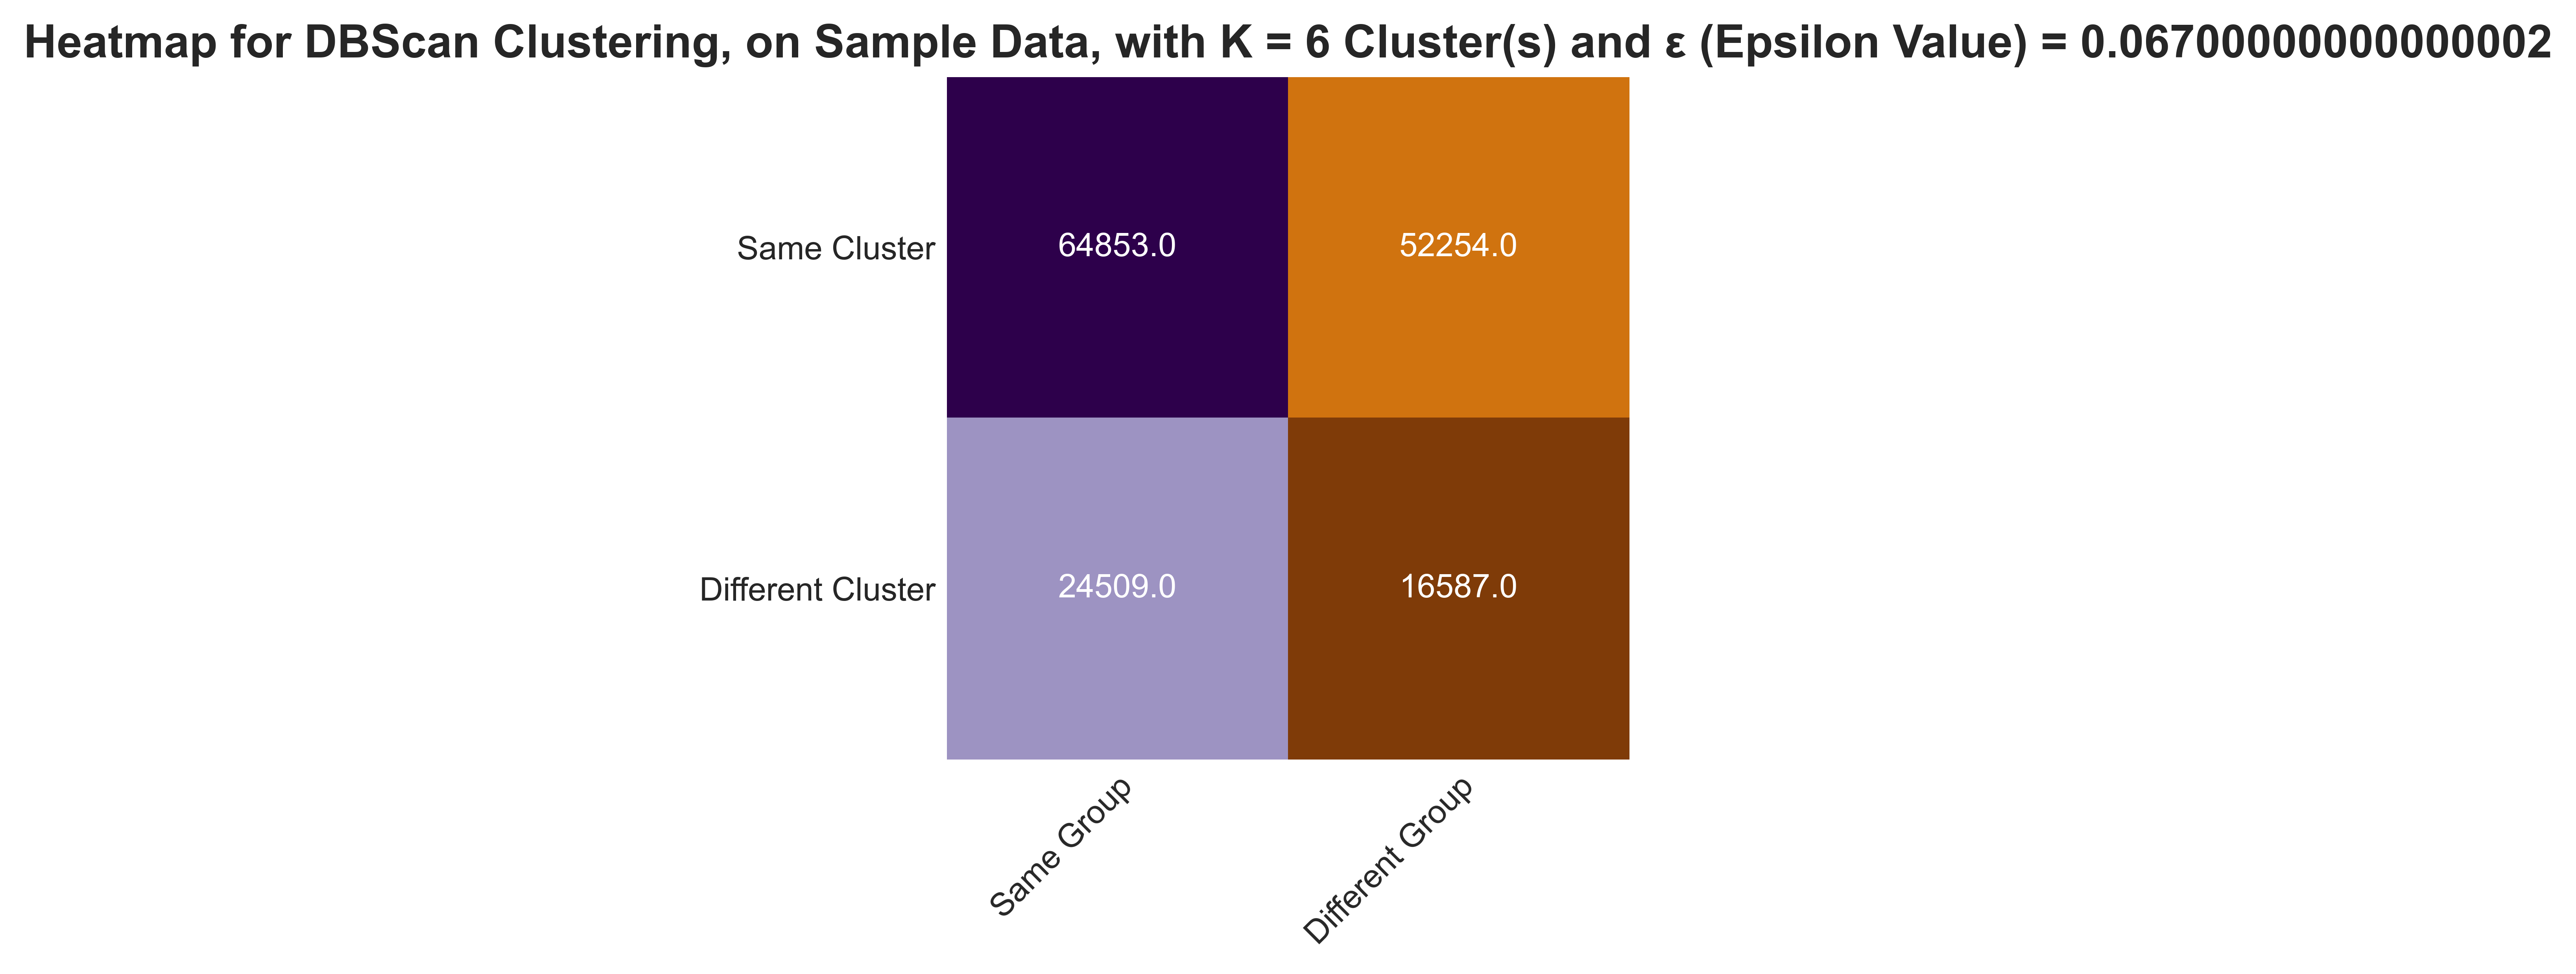 Heatmap for DBScan Clustering, on Sample Data, with K = 6 Cluster(s) and ε (Epsilon Value) = 0.06700000000000002
Same Cluster
64853.0
52254.0
Different Cluster
24509.0
16587.0
Same Group
Different Group